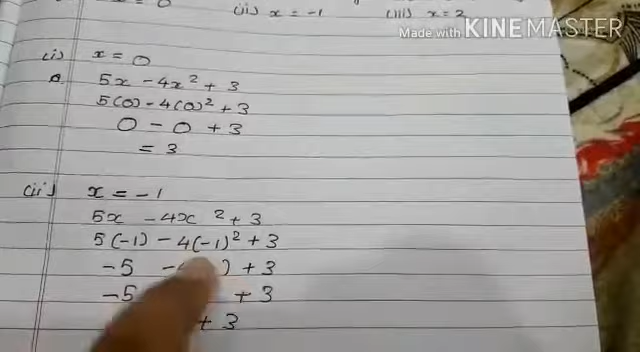 (ii) x = -1 (iii) x = 2
Made with KINEMASTER
(i) x = 0
5x - 4x² + 3
5(0) - 4(0)² + 3
0 - 0 + 3
= 3
(ii) x = -1
5x - 4x² + 3
5(-1) - 4(-1)² + 3
-5 - ) + 3
-5 + 3
+ 3